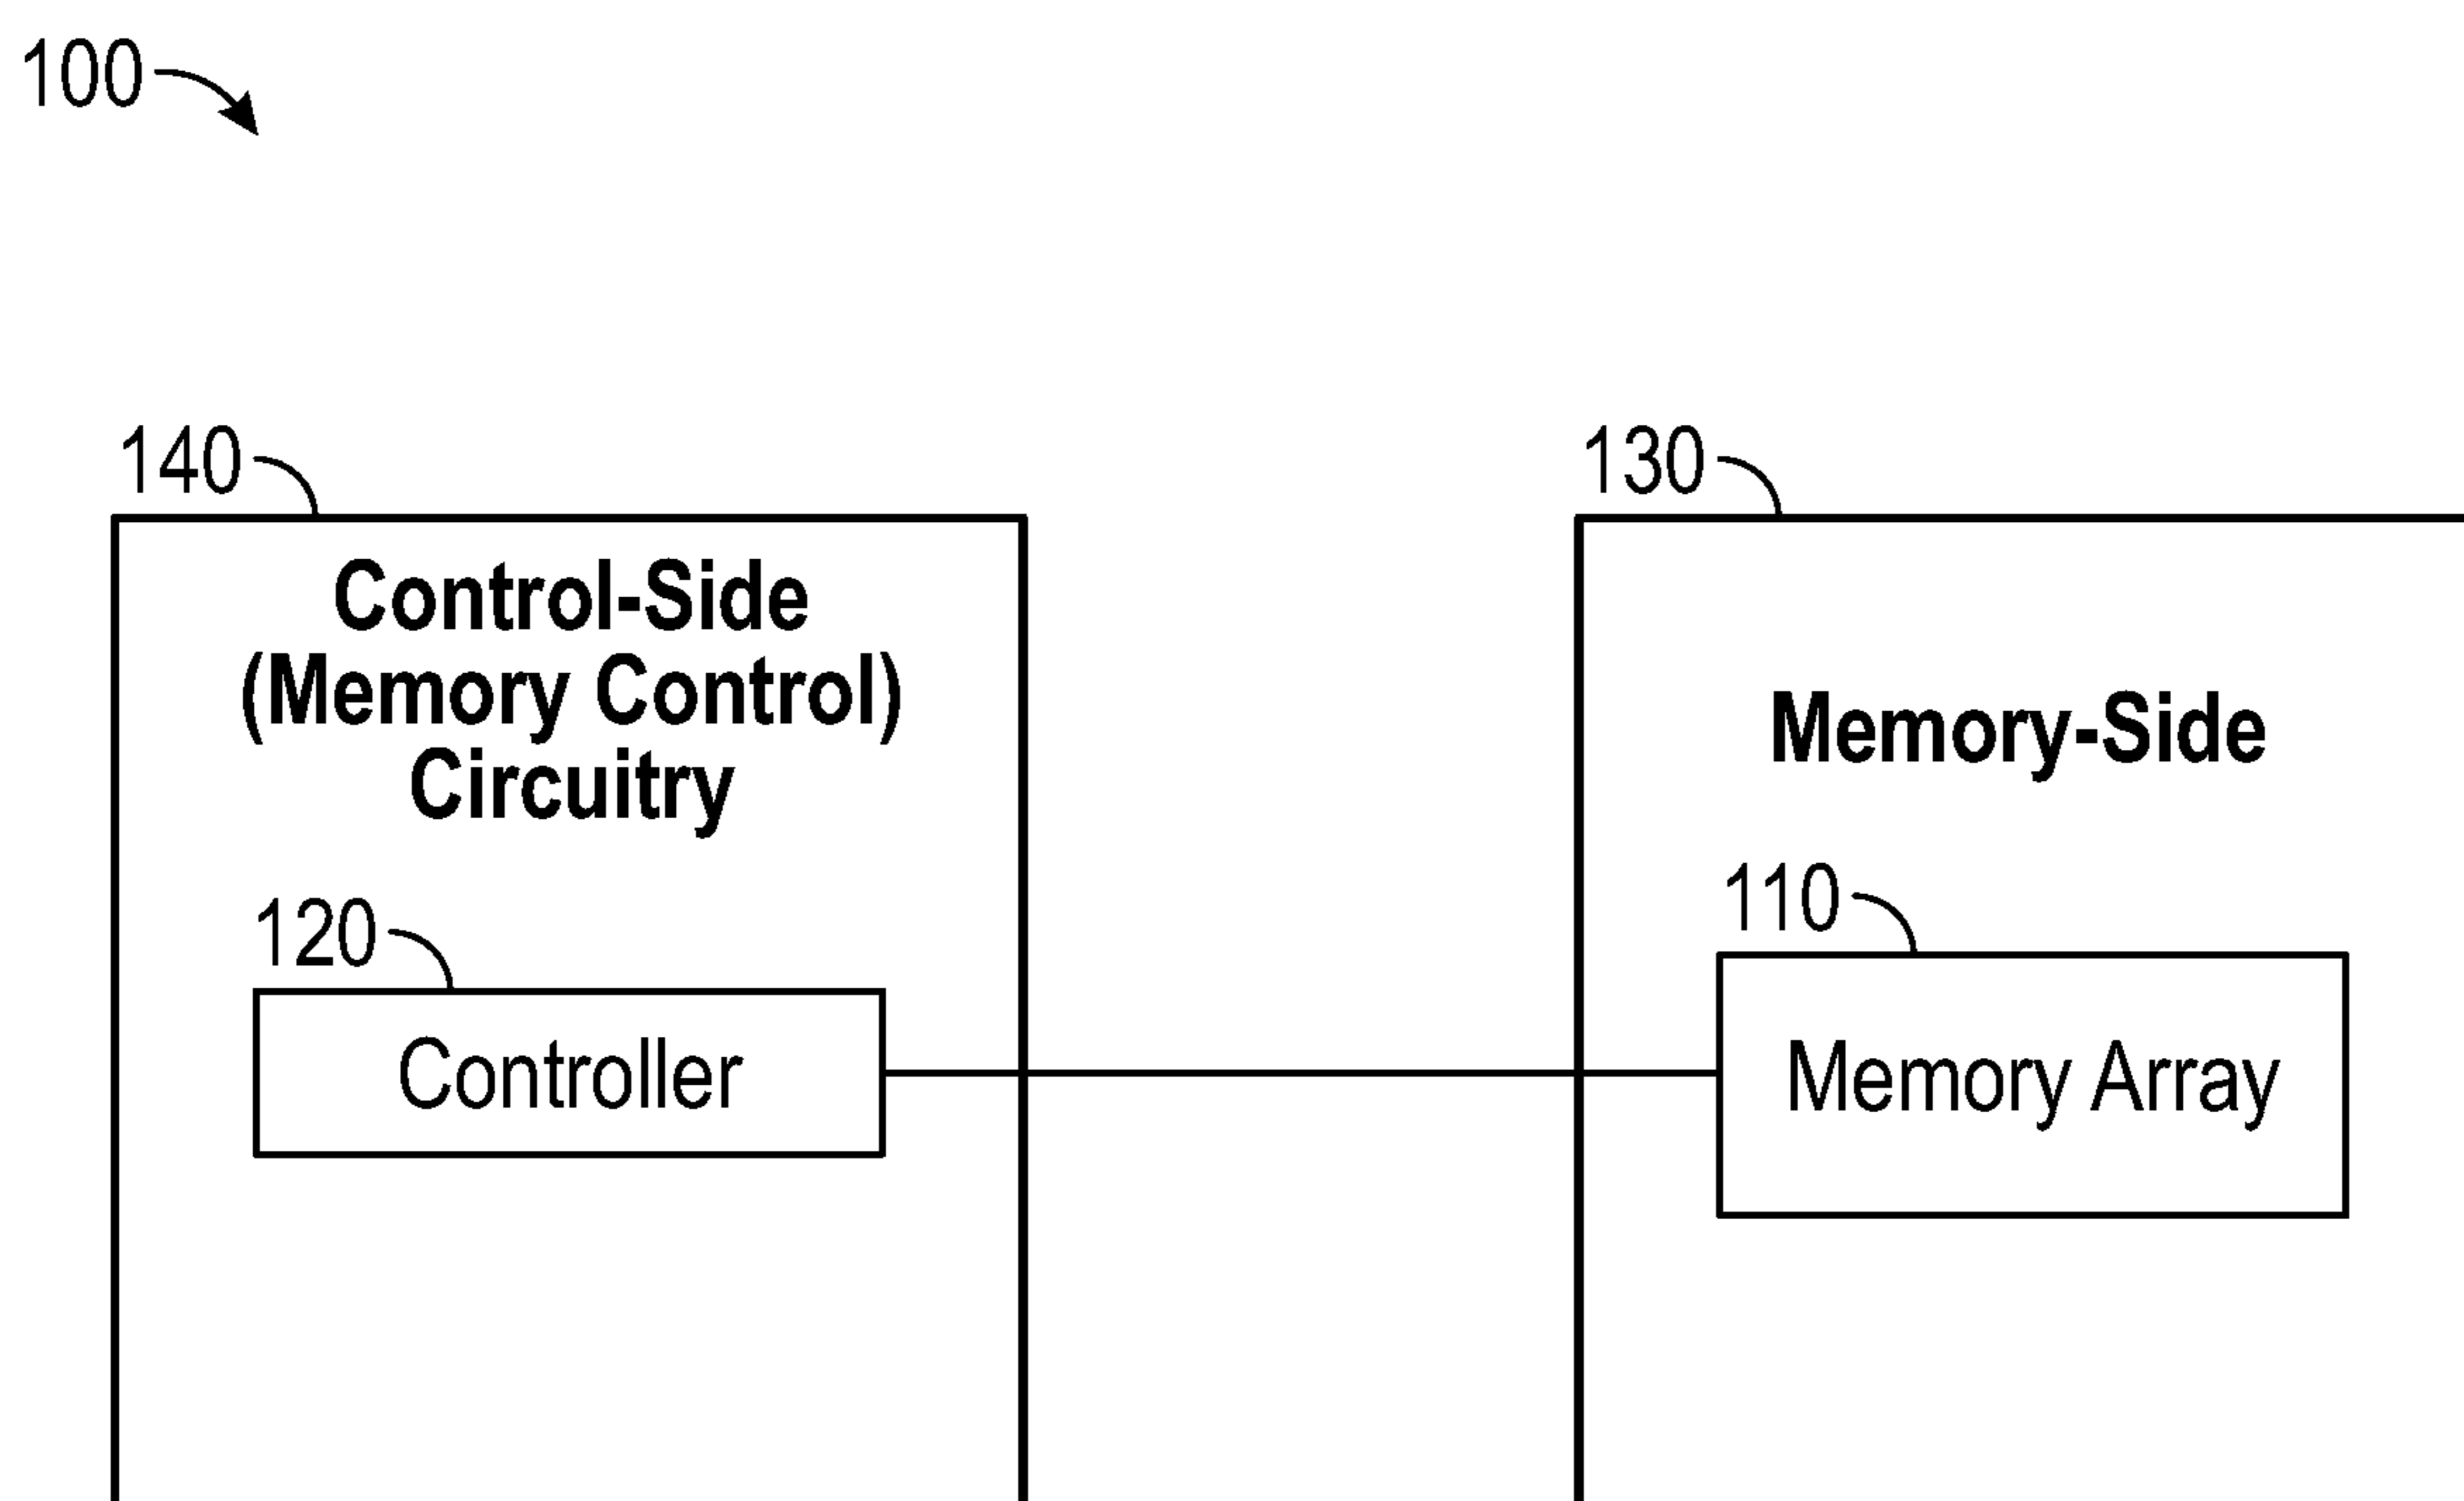 100
140
130
Control-Side
(Memory Control)
Circuitry
Memory-Side
120
110
Controller
Memory Array